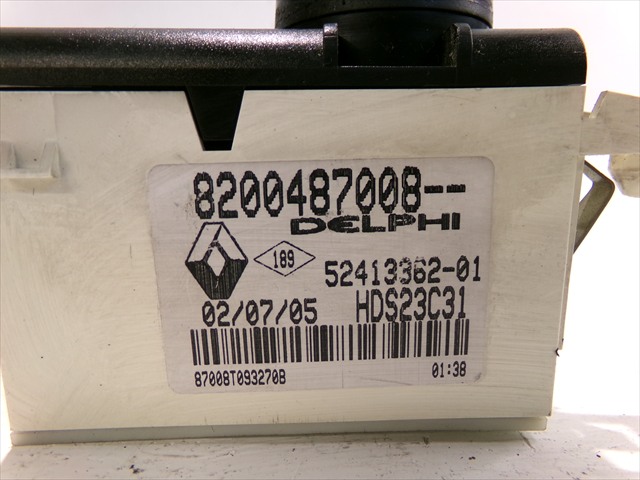 8200487008--
DELPHI
189
52413362-01
02/07/05 HDS23C31
87008T093270B 01:38